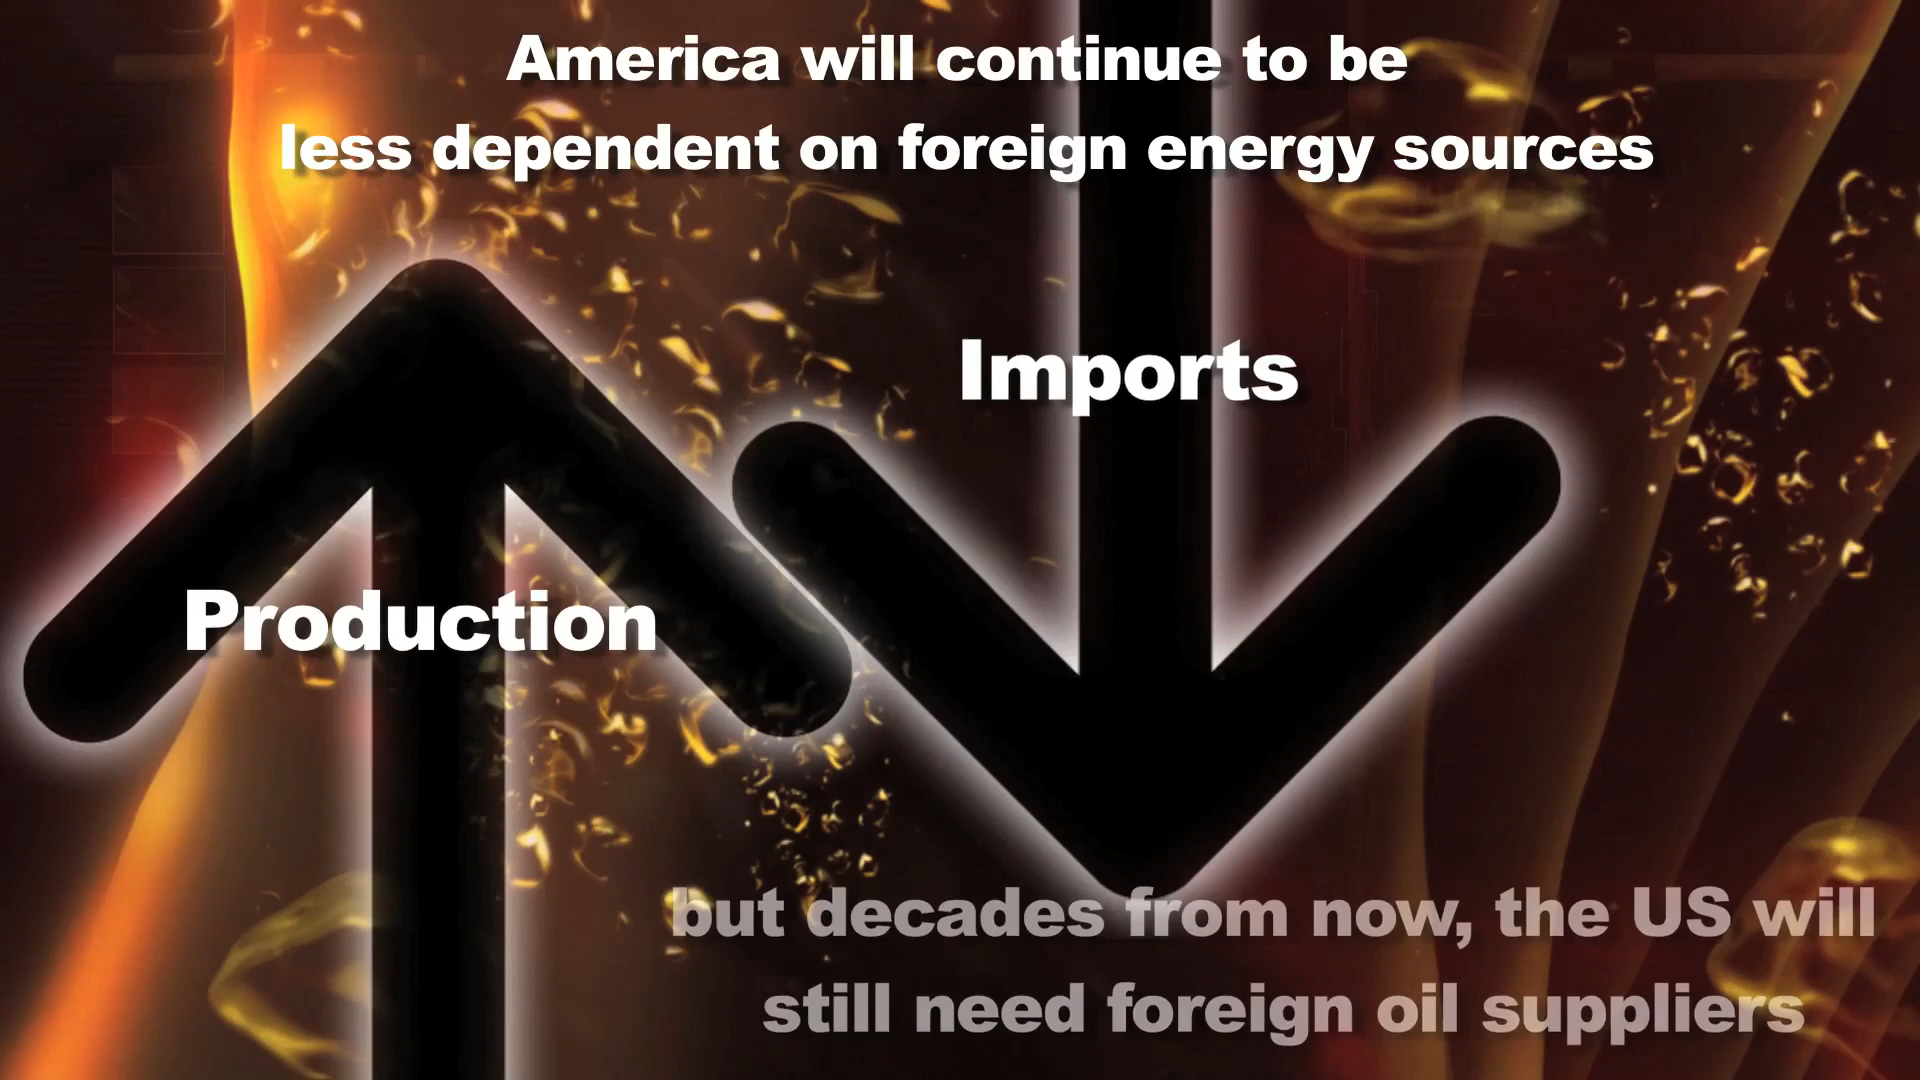 America will continue to be
less dependent on foreign energy sources
Imports
Production
but decades from now, the US will
still need foreign oil suppliers